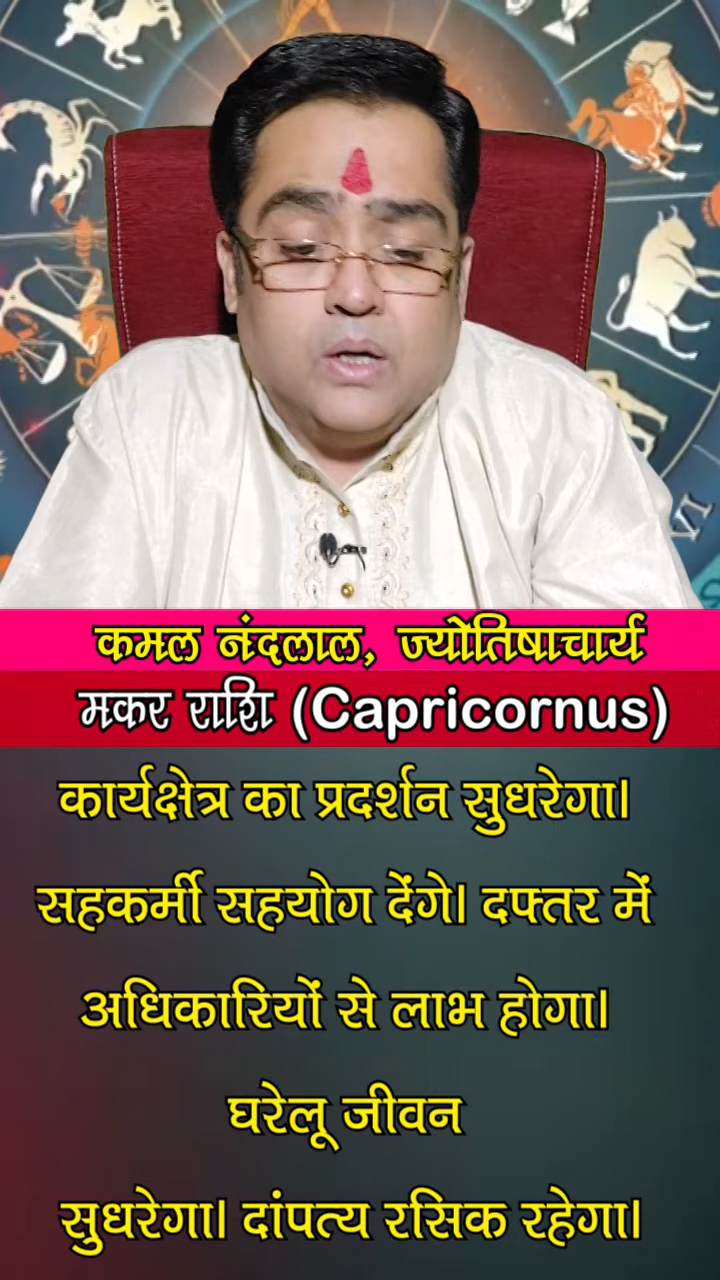 VI
कमल नंदलाल, ज्योतिषाचार्य
मकर राशि (Capricornus)
कार्यक्षेत्र का प्रदर्शन सुधरेगा।
सहकर्मी सहयोग देंगे। दफ्तर में
अधिकारियों से लाभ होगा।
घरेलू जीवन
सुधरेगा। दांपत्य रसिक रहेगा।